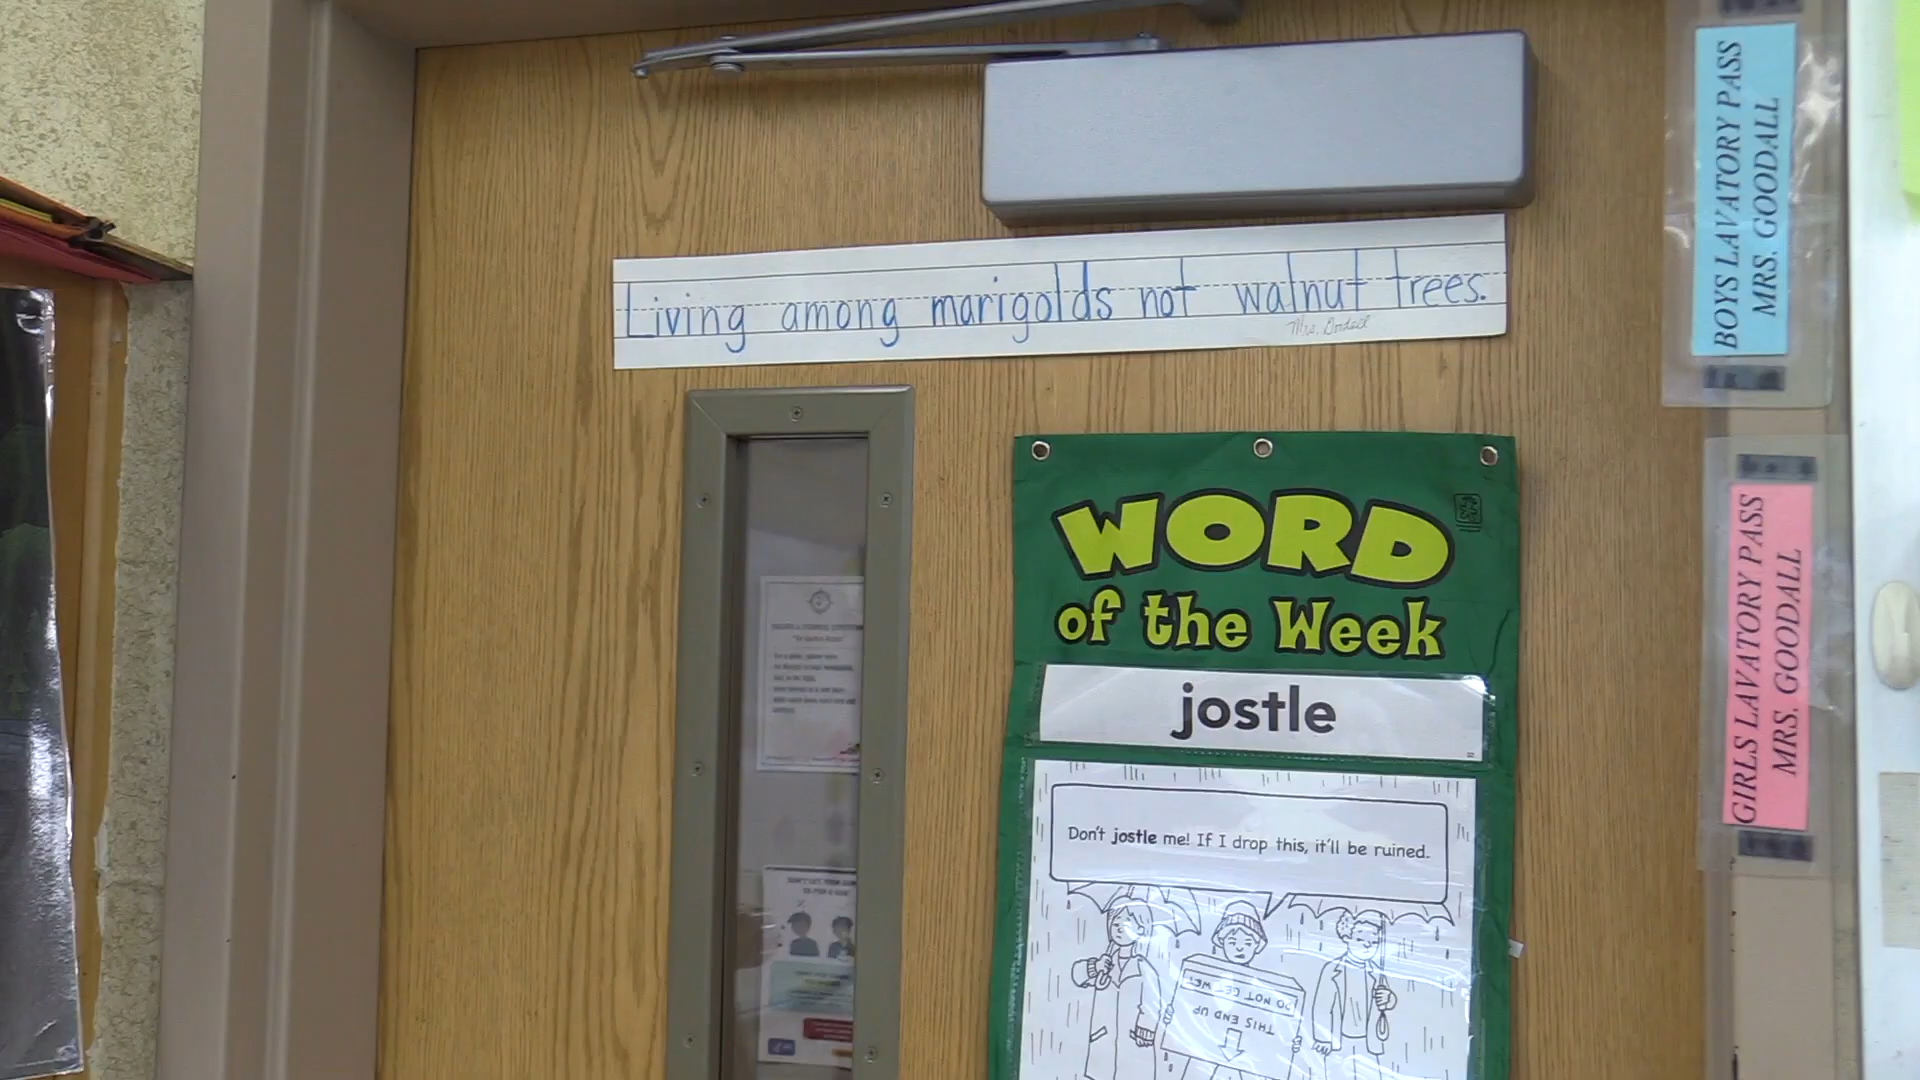 Living among marigolds not walnut trees.
Mrs. Goodall
BOYS LAVATORY PASS
MRS. GOODALL
GIRLS LAVATORY PASS
MRS. GOODALL
WORD
of the Week
jostle
Don't jostle me! If I drop this, it'll be ruined.
DO NOT GET WET!
THIS END UP